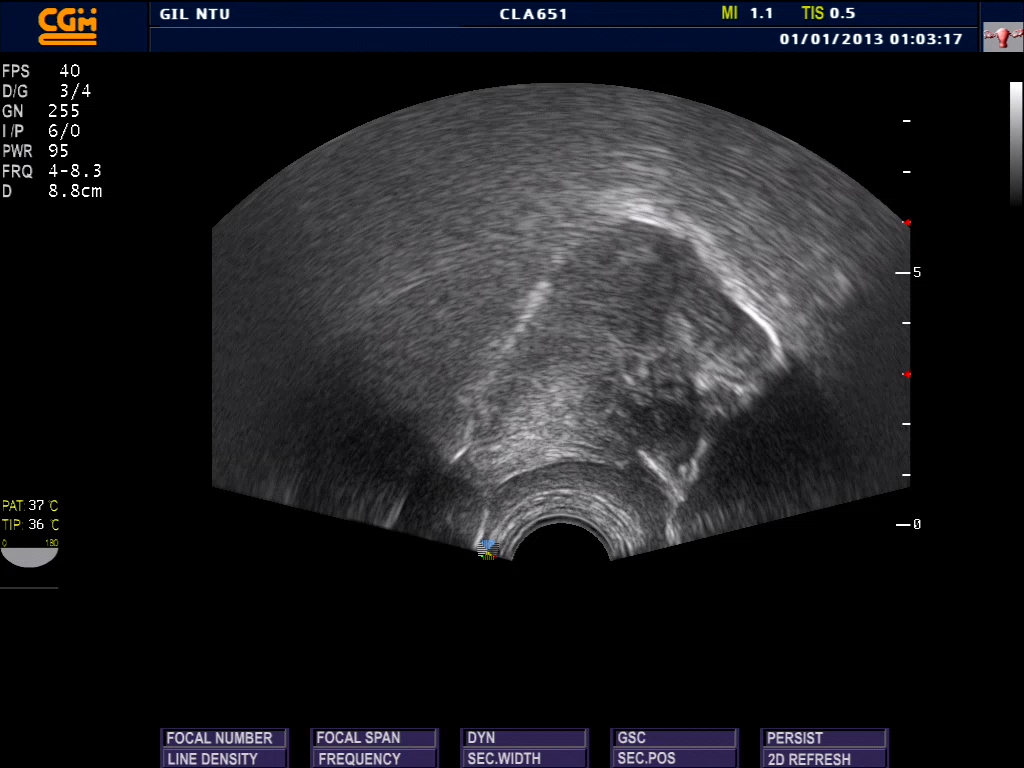 CGM
GIL NTU CLA651 MI 1.1 TIS 0.5
01/01/2013 01:03:17
FPS 40
D/G 3/4
GN 255
I/P 6/0
PWR 95
FRQ 4-8.3
D 8.8cm
5
PAT: 37 °C
TIP: 36 °C
0 180
0
FOCAL NUMBER FOCAL SPAN DYN GSC PERSIST
LINE DENSITY FREQUENCY SEC.WIDTH SEC.POS 2D REFRESH